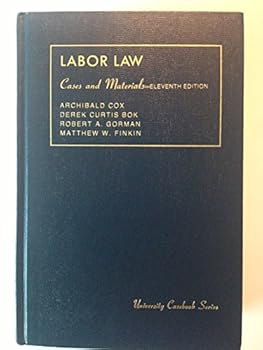 LABOR LAW
Cases and Materials—ELEVENTH EDITION
ARCHIBALD COX
DEREK CURTIS BOK
ROBERT A. GORMAN
MATTHEW W. FINKIN
University Casebook Series